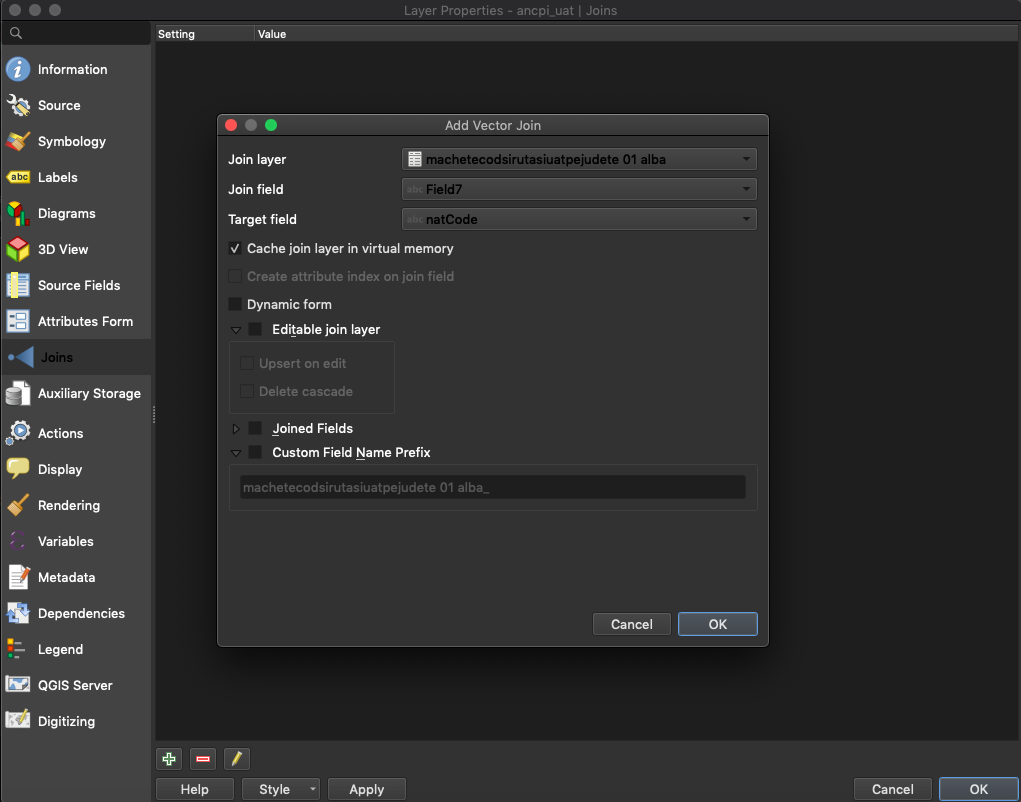 Layer Properties - ancpi_uat | Joins
Setting Value
Information
Source
Symbology
abc Labels
Diagrams
3D View
Source Fields
Attributes Form
Joins
Auxiliary Storage
Actions
Display
Rendering
Variables
Metadata
Dependencies
Legend
QGIS Server
Digitizing
Add Vector Join
Join layer machetecodsirutasiuatpejudete 01 alba
Join field abc Field7
Target field abc natCode
Cache join layer in virtual memory
Create attribute index on join field
Dynamic form
Editable join layer
Upsert on edit
Delete cascade
Joined Fields
Custom Field Name Prefix
machetecodsirutasiuatpejudete 01 alba_
Cancel OK
Help Style Apply Cancel OK